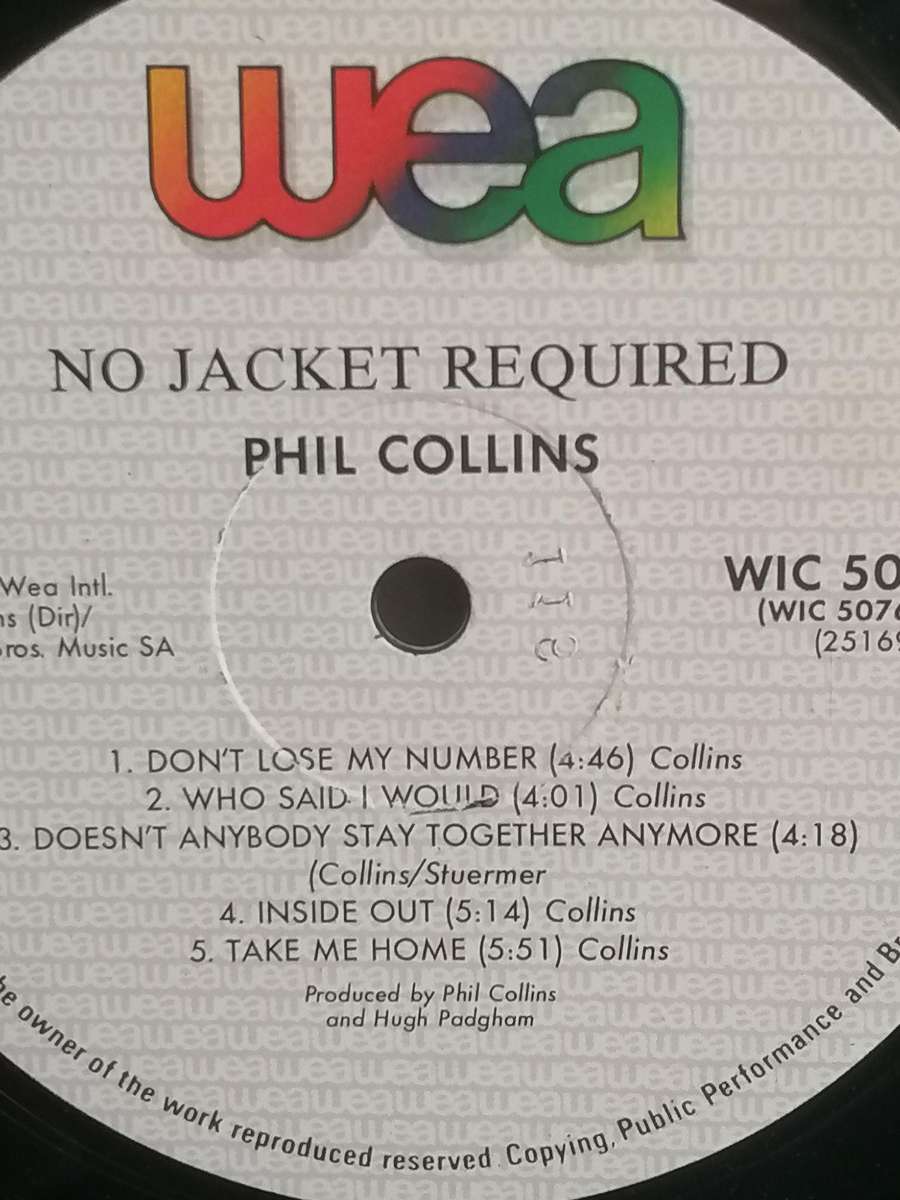 wea
NO JACKET REQUIRED
PHIL COLLINS
Wea Intl.
ns (Dir)/
ros. Music SA
WIC 50
(WIC 507
(2516
1. DON'T LOSE MY NUMBER (4:46) Collins
2. WHO SAID I WOULD (4:01) Collins
3. DOESN'T ANYBODY STAY TOGETHER ANYMORE (4:18)
(Collins/Stuermer
4. INSIDE OUT (5:14) Collins
5. TAKE ME HOME (5:51) Collins
Produced by Phil Collins
and Hugh Padgham
he owner of the work reproduced reserved. Copying, Public Performance and Br